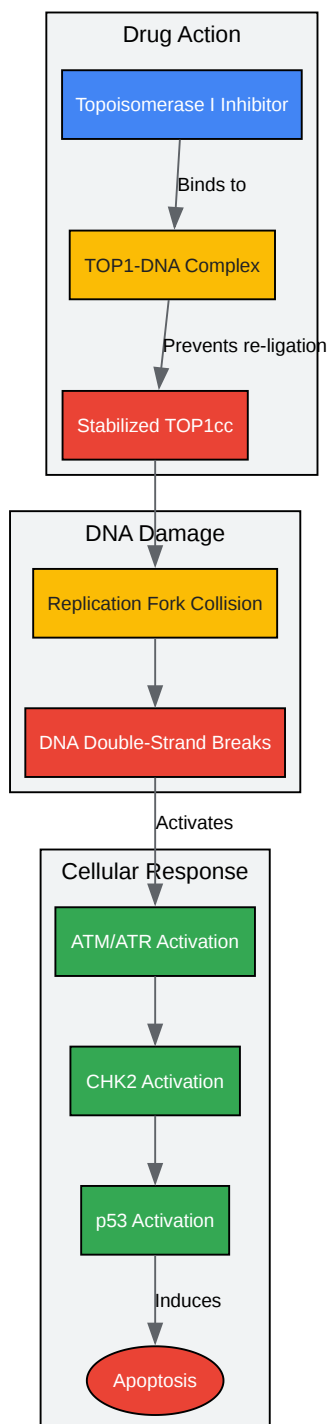 Drug Action
Topoisomerase I Inhibitor
Binds to
TOP1-DNA Complex
Prevents re-ligation
Stabilized TOP1cc
DNA Damage
Replication Fork Collision
DNA Double-Strand Breaks
Activates
Cellular Response
ATM/ATR Activation
CHK2 Activation
p53 Activation
Induces
Apoptosis